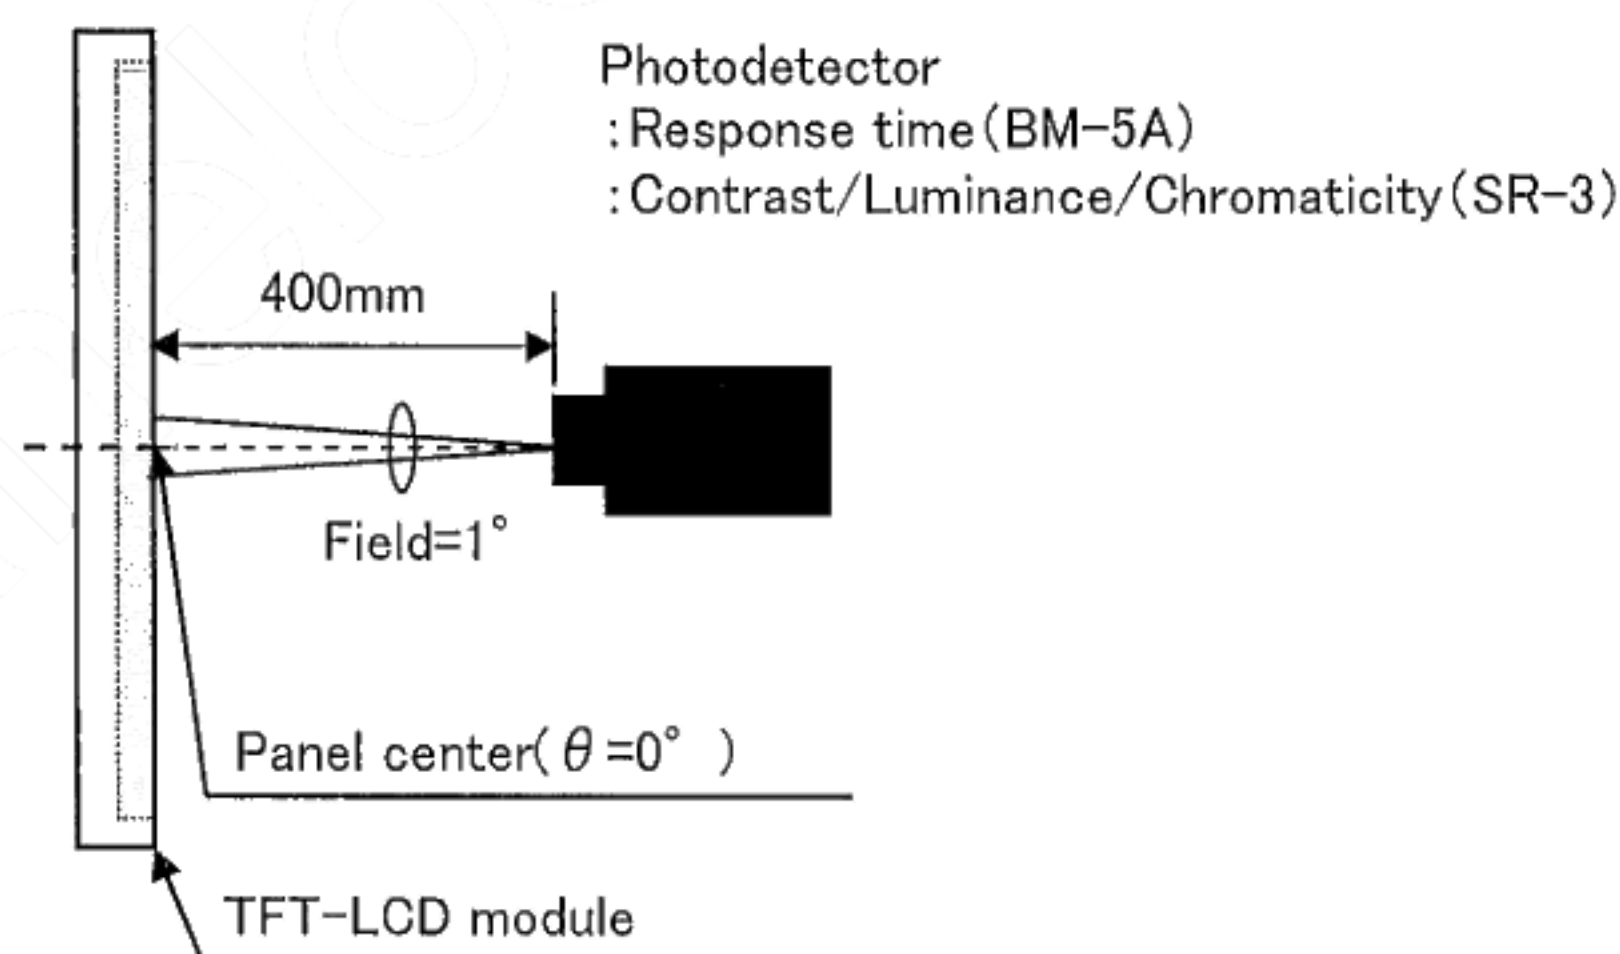 Photodetector
:Response time(BM-5A)
:Contrast/Luminance/Chromaticity(SR-3)
400mm
Field=1°
Panel center(θ=0° )
TFT-LCD module